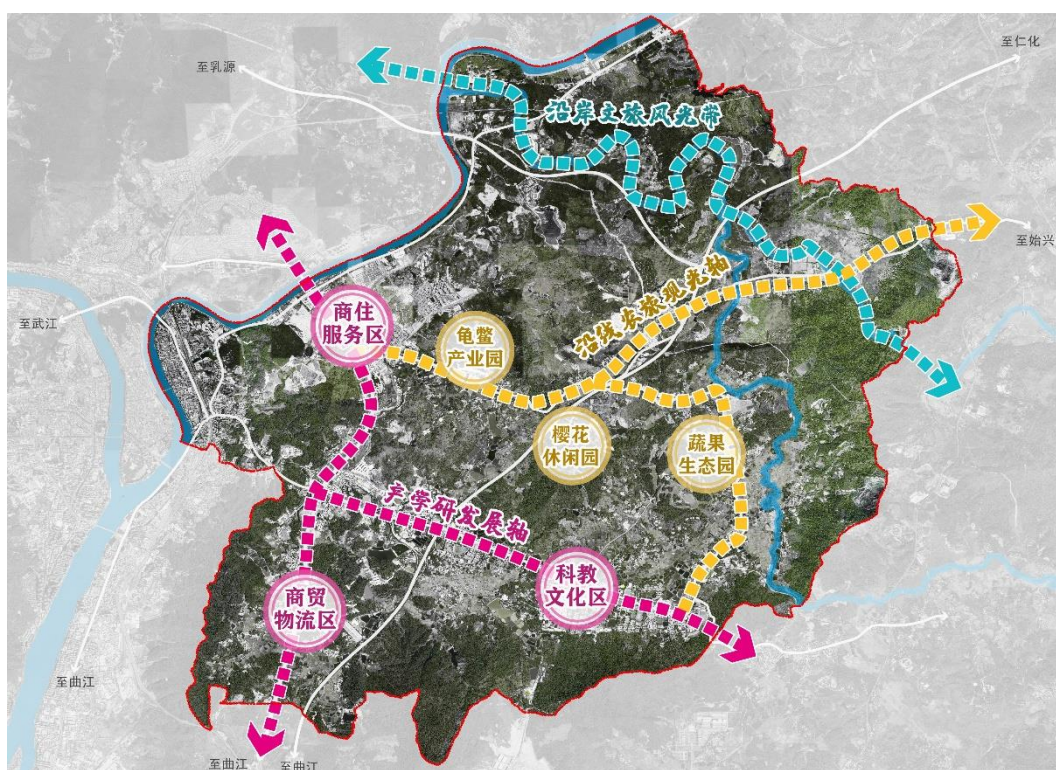 至乳源
至仁化
沿岸文旅风光带
至始兴
至武江
商住
服务区
龟鳖
产业园
沿线农旅观光轴
樱花
休闲园
蔬果
生态园
产学研发展轴
科教
文化区
商贸
物流区
至曲江
至曲江
至曲江